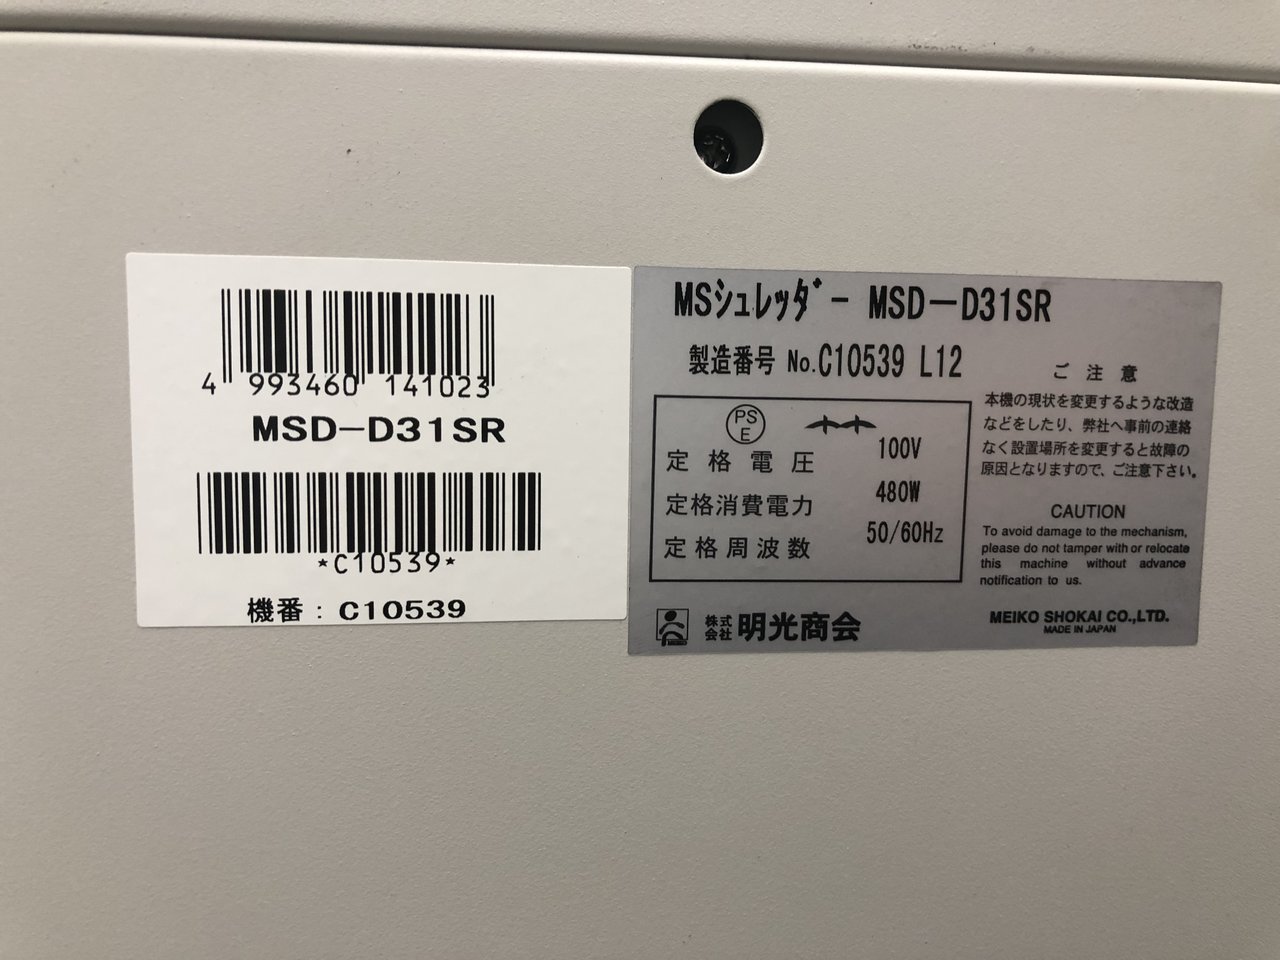 4 993460 141023
MSD-D31SR
*C10539*
機番：C10539
MSシュレッダー MSD-D31SR
製造番号 No.C10539 L12
PS
E
定格電圧 100V
定格消費電力 480W
定格周波数 50/60Hz
株式
会社 明光商会
ご注意
本機の現状を変更するような改造
などをしたり、弊社へ事前の連絡
なく設置場所を変更すると故障の
原因となりますので、ご注意下さい。
CAUTION
To avoid damage to the mechanism,
please do not tamper with or relocate
this machine without advance
notification to us.
MEIKO SHOKAI CO.,LTD.
MADE IN JAPAN